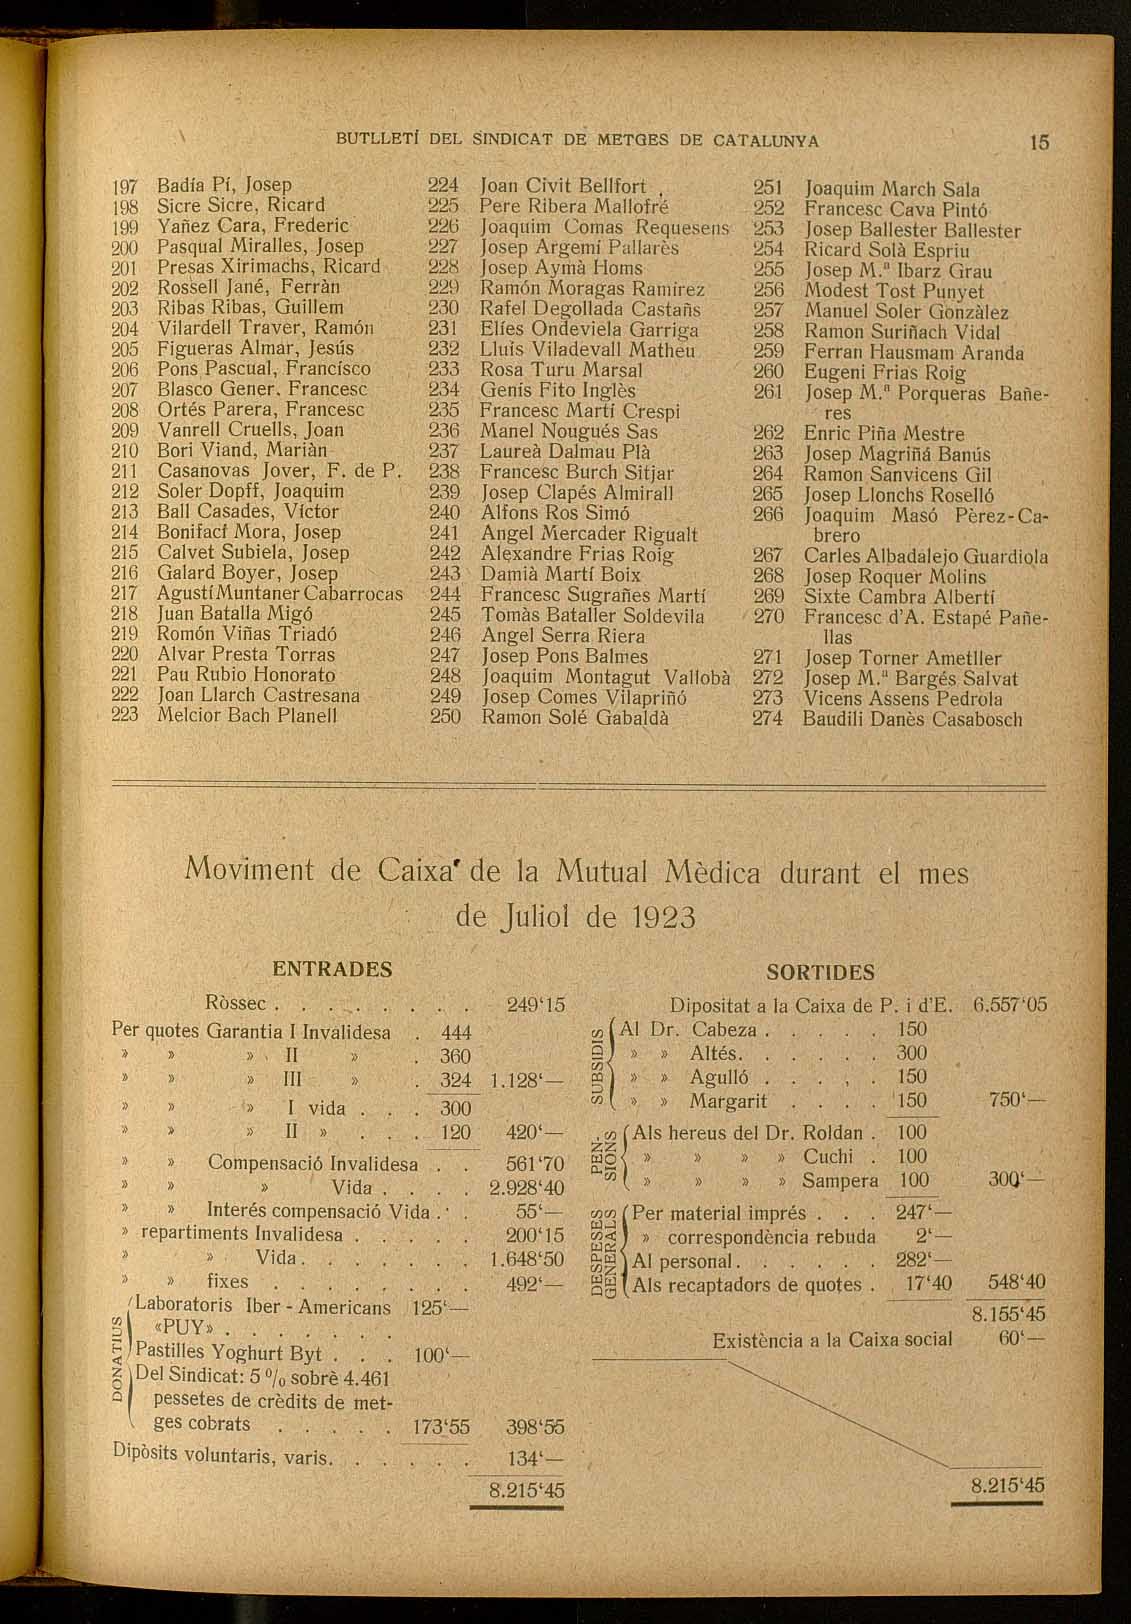 BUTLLETÍ DEL SINDICAT DE METGES DE CATALUNYA 15
197 Badía Pí, Josep
198 Sicre Sicre, Ricard
199 Yañez Cara, Frederic
200 Pasqual Miralles, Josep
201 Presas Xirimachs, Ricard
202 Rossell Jané, Ferràn
203 Ribas Ribas, Guillem
204 Vilardell Traver, Ramón
205 Figueras Almar, Jesús
206 Pons Pascual, Francísco
207 Blasco Gener. Francesc
208 Ortés Parera, Francesc
209 Vanrell Cruells, Joan
210 Bori Viand, Mariàn
211 Casanovas Jover, F. de P.
212 Soler Dopff, Joaquim
213 Ball Casades, Víctor
214 Bonifací Mora, Josep
215 Calvet Subiela, Josep
216 Galard Boyer, Josep
217 Agustí Muntaner Cabarrocas
218 Juan Batalla Migó
219 Romón Viñas Triadó
220 Alvar Presta Torras
221 Pau Rubio Honorato
222 Joan Llarch Castresana
223 Melcior Bach Planell
224 Joan Civit Bellfort
225 Pere Ribera Mallofré
226 Joaquim Comas Requesens
227 Josep Argemí Pallarès
228 Josep Aymà Homs
229 Ramón Moragas Ramírez
230 Rafel Degollada Castañs
231 Elíes Ondeviela Garriga
232 Lluís Viladevall Matheu
233 Rosa Turu Marsal
234 Genís Fito Inglès
235 Francesc Martí Crespi
236 Manel Nougués Sas
237 Laureà Dalmau Plà
238 Francesc Burch Sitjar
239 Josep Clapés Almirall
240 Alfons Ros Simó
241 Angel Mercader Rigualt
242 Alexandre Frias Roig
243 Damià Martí Boix
244 Francesc Sugrañes Martí
245 Tomàs Bataller Soldevila
246 Angel Serra Riera
247 Josep Pons Balmes
248 Joaquim Montagut Vallobà
249 Josep Comes Vilapriñó
250 Ramon Solé Gabaldà
251 Joaquim March Sala
252 Francesc Cava Pintó
253 Josep Ballester Ballester
254 Ricard Solà Espriu
255 Josep M.ª Ibarz Grau
256 Modest Tost Punyet
257 Manuel Soler Gonzàlez
258 Ramon Suriñach Vidal
259 Ferran Hausmam Aranda
260 Eugeni Frias Roig
261 Josep M.ª Porqueras Bañe-
res
262 Enric Piña Mestre
263 Josep Magriñá Banús
264 Ramon Sanvicens Gil
265 Josep Llonchs Roselló
266 Joaquim Masó Pèrez-Ca-
brero
267 Carles Albadalejo Guardiola
268 Josep Roquer Molins
269 Sixte Cambra Albertí
270 Francesc d'A. Estapé Pañe-
llas
271 Josep Torner Ametller
272 Josep M.ª Bargés Salvat
273 Vicens Assens Pedrola
274 Baudili Danès Casabosch
Moviment de Caixa de la Mutual Mèdica durant el mes
de Juliol de 1923
ENTRADES
Ròssec . . . . . . . . 249‘15
Per quotes Garantia I Invalidesa . 444
» » » II » . 360
» » » III » . 324 1.128‘—
» » » I vida . . . 300
» » » II » . . . 120 420‘—
» » Compensació Invalidesa . . 561‘70
» » » Vida . . . . 2.928‘40
» » Interés compensació Vida . . 55‘—
» repartiments Invalidesa . . . . . 200‘15
» » Vida . . . . . . . 1.648‘50
» » fixes . . . . . . . . 492‘—
DONATIUS
Laboratoris Iber - Americans 125‘—
«PUY» . . . . . . .
Pastilles Yoghurt Byt . . . 100‘—
Del Sindicat: 5 % sobrè 4.461
pessetes de crèdits de met-
ges cobrats . . . . . 173‘55 398‘55
Dipòsits voluntaris, varis. . . . . . 134‘—
8.215‘45
SORTIDES
Dipositat a la Caixa de P. i d'E. 6.557‘05
SUBSIDIS
Al Dr. Cabeza . . . . . 150
» » Altés. . . . . . 300
» » Agulló . . . . . 150
» » Margarit . . . . 150 750‘—
PEN-
SIONS
Als hereus del Dr. Roldan . 100
» » » » Cuchi . 100
» » » » Sampera 100 300‘—
DESPESES
GENERALS
Per material imprés . . . 247‘—
» correspondència rebuda 2‘—
Al personal . . . . . . 282‘—
Als recaptadors de quotes . 17‘40 548‘40
8.155‘45
Existència a la Caixa social 60‘—
8.215‘45